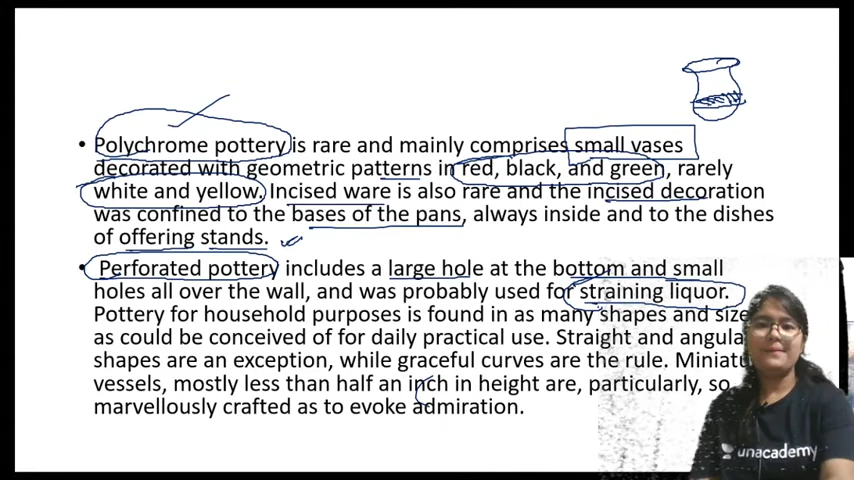 • Polychrome pottery is rare and mainly comprises small vases
decorated with geometric patterns in red, black, and green, rarely
white and yellow. Incised ware is also rare and the incised decoration
was confined to the bases of the pans, always inside and to the dishes
of offering stands.
• Perforated pottery includes a large hole at the bottom and small
holes all over the wall, and was probably used for straining liquor.
Pottery for household purposes is found in as many shapes and size
as could be conceived of for daily practical use. Straight and angula
shapes are an exception, while graceful curves are the rule. Miniatu
vessels, mostly less than half an inch in height are, particularly, so
marvellously crafted as to evoke admiration.
unacademy